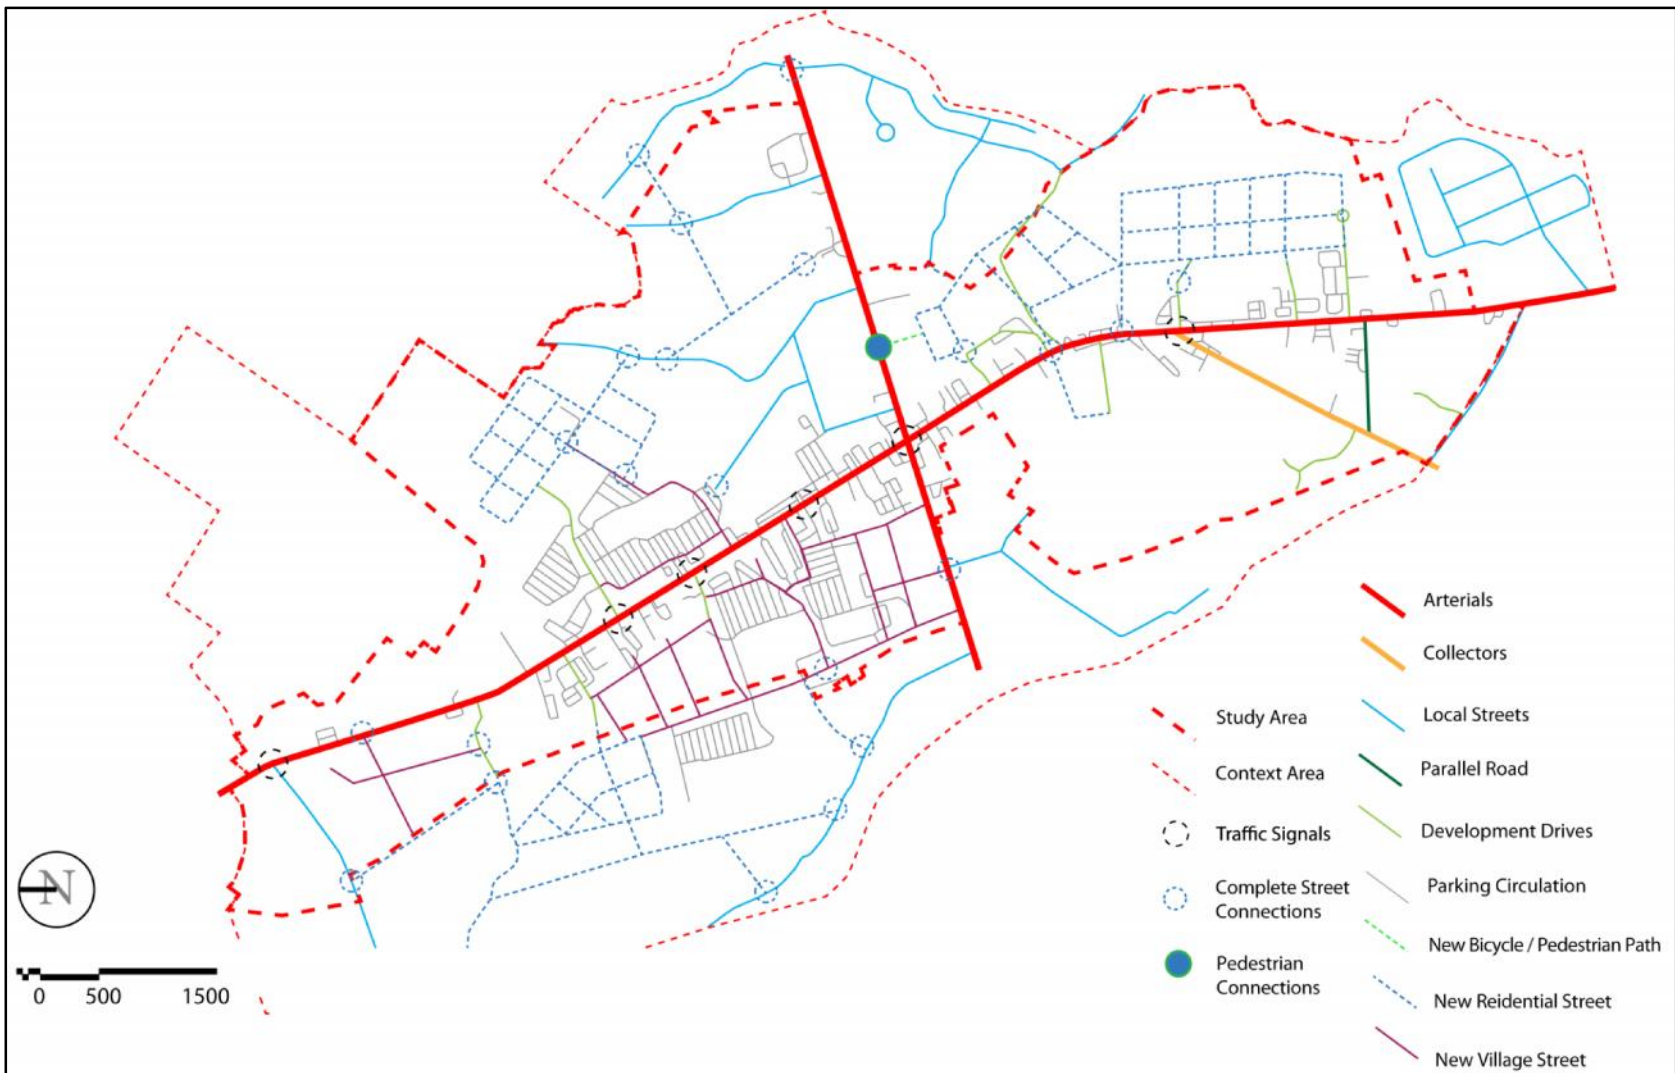 Arterials
Collectors
Study Area
Local Streets
Context Area
Parallel Road
Traffic Signals
Development Drives
Complete Street
Connections
Parking Circulation
Pedestrian
Connections
New Bicycle / Pedestrian Path
New Reidential Street
New Village Street
N
0 500 1500